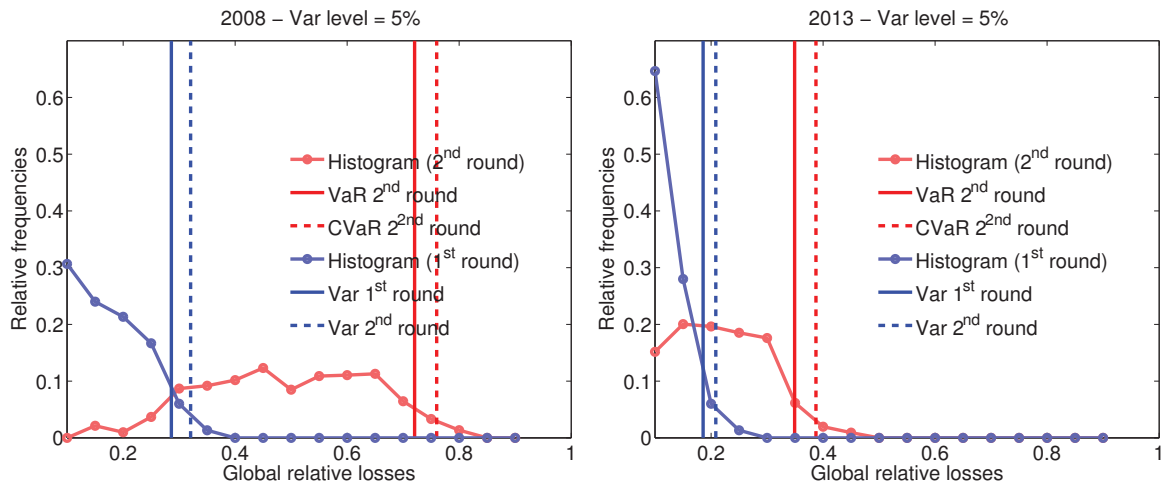 2008 − Var level = 5%
0.6
0.5
0.4
0.3
0.2
0.1
0
Relative frequencies
Histogram (2nd round)
VaR 2nd round
CVaR 22nd round
Histogram (1st round)
Var 1st round
Var 2nd round
0.2 0.4 0.6 0.8 1
Global relative losses
2013 − Var level = 5%
0.6
0.5
0.4
0.3
0.2
0.1
0
Relative frequencies
Histogram (2nd round)
VaR 2nd round
CVaR 22nd round
Histogram (1st round)
Var 1st round
Var 2nd round
0.2 0.4 0.6 0.8 1
Global relative losses